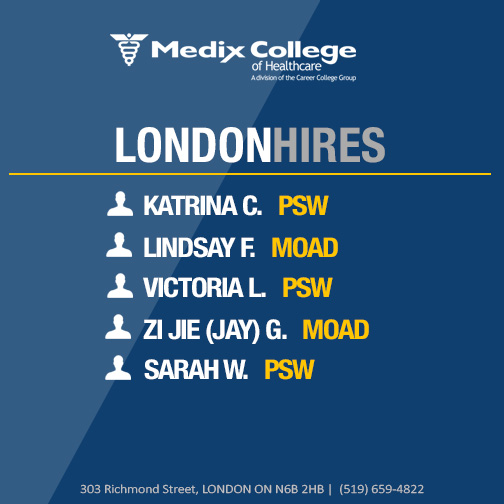 Medix College
of Healthcare
A division of the Career College Group
LONDONHIRES
KATRINA C. PSW
LINDSAY F. MOAD
VICTORIA L. PSW
ZI JIE (JAY) G. MOAD
SARAH W. PSW
303 Richmond Street, LONDON ON N6B 2HB | (519) 659-4822